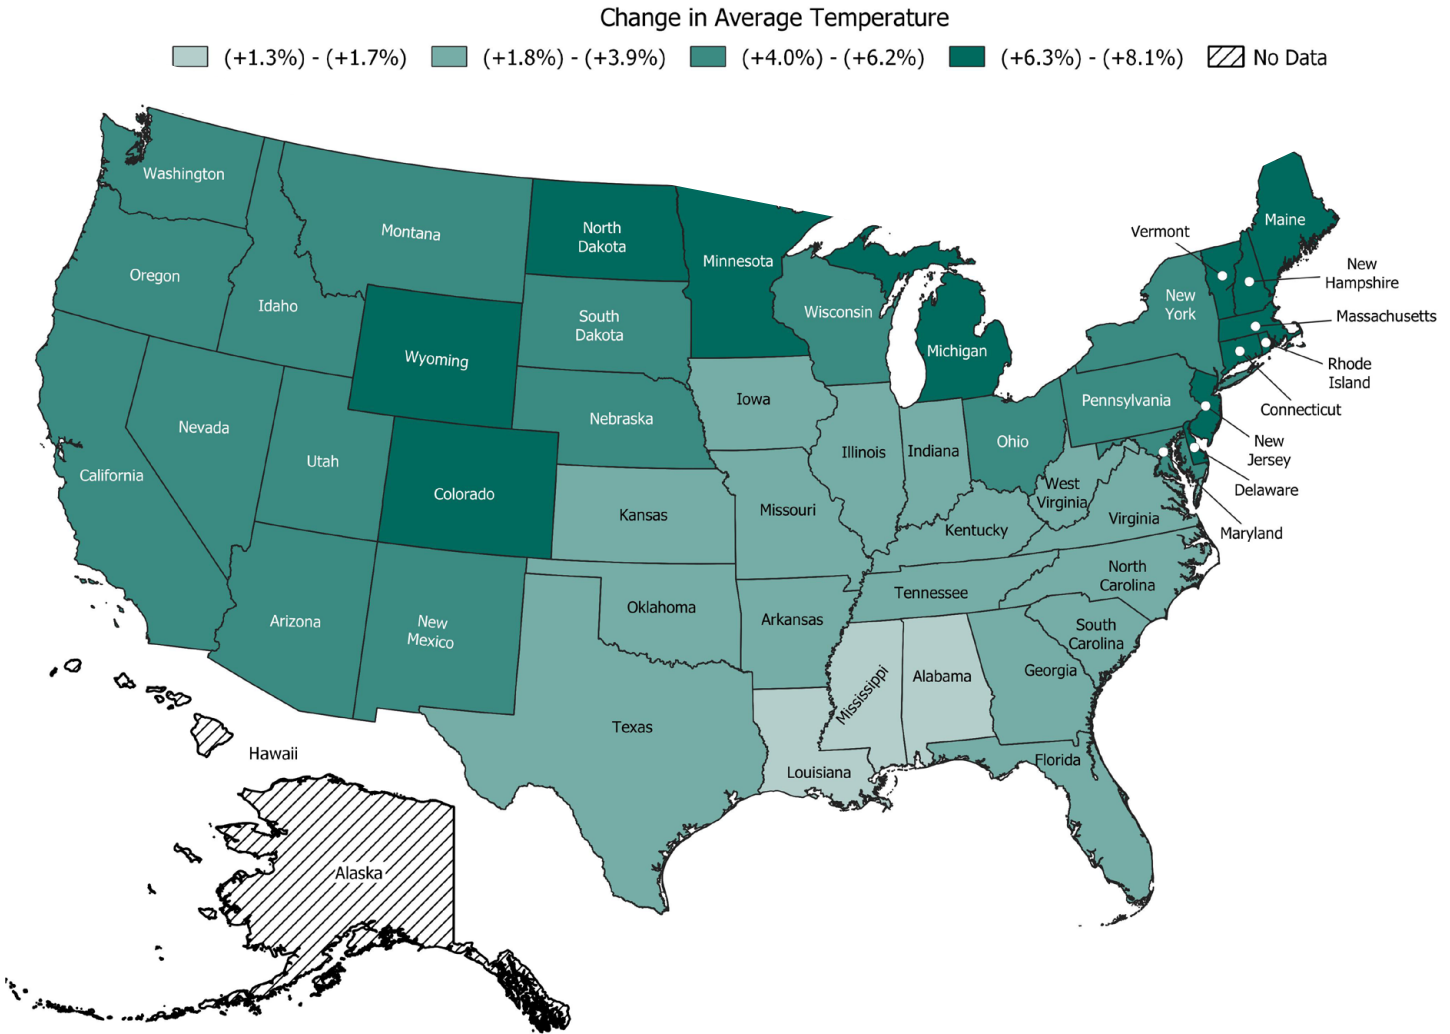 Change in Average Temperature
(+1.3%) - (+1.7%) (+1.8%) - (+3.9%) (+4.0%) - (+6.2%) (+6.3%) - (+8.1%) No Data
Washington
Montana
North
Dakota
Minnesota
Maine
Vermont
New
Hampshire
Oregon
Idaho
South
Dakota
Wisconsin
New
York
Massachusetts
Wyoming
Michigan
Rhode
Island
Connecticut
Nevada
Nebraska
Iowa
Pennsylvania
California
Utah
Colorado
Illinois
Indiana
Ohio
New
Jersey
Delaware
Kansas
Missouri
West
Virginia
Kentucky
Virginia
Maryland
Arizona
New
Mexico
Oklahoma
Arkansas
Tennessee
North
Carolina
South
Carolina
Texas
Mississippi
Alabama
Georgia
Louisiana
Florida
Hawaii
Alaska